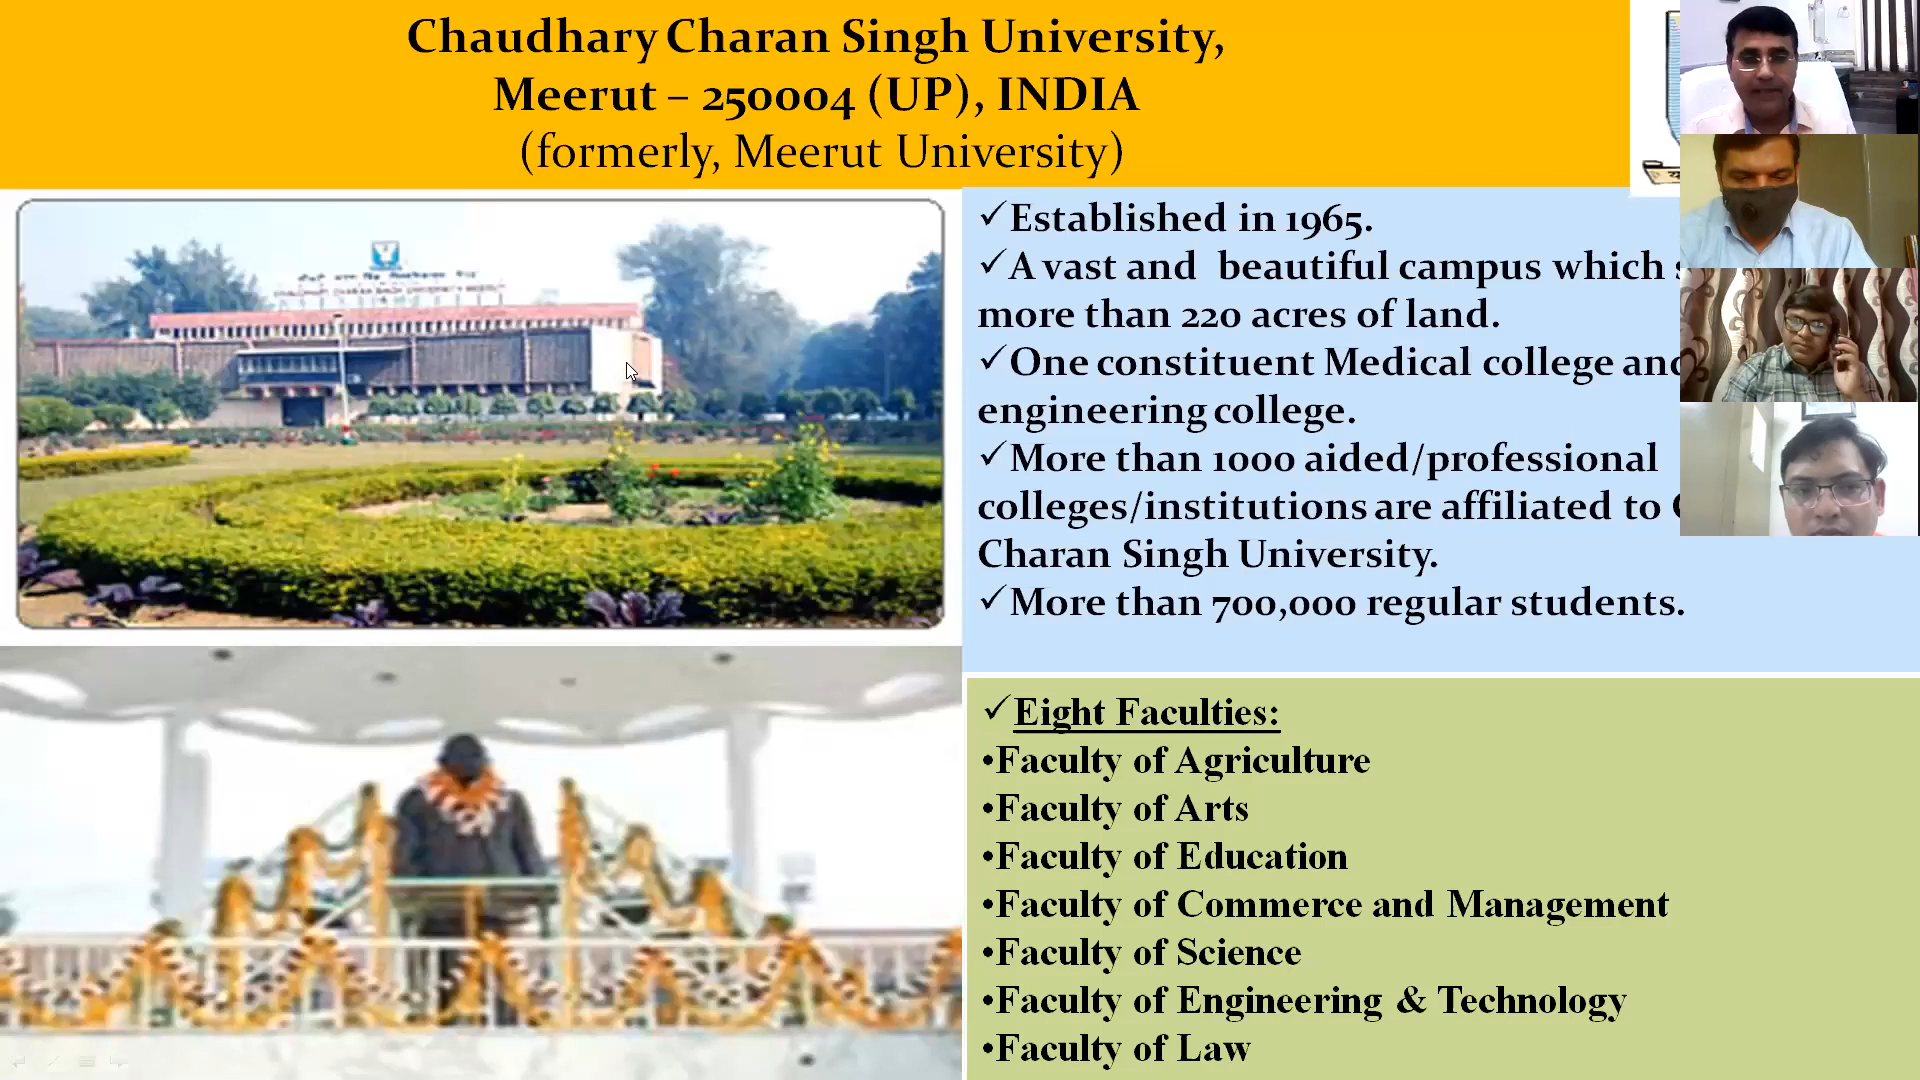 Chaudhary Charan Singh University,
Meerut – 250004 (UP), INDIA
(formerly, Meerut University)
✓Established in 1965.
✓A vast and beautiful campus which
more than 220 acres of land.
✓One constituent Medical college and
engineering college.
✓More than 1000 aided/professional
colleges/institutions are affiliated to
Charan Singh University.
✓More than 700,000 regular students.
✓Eight Faculties:
•Faculty of Agriculture
•Faculty of Arts
•Faculty of Education
•Faculty of Commerce and Management
•Faculty of Science
•Faculty of Engineering & Technology
•Faculty of Law